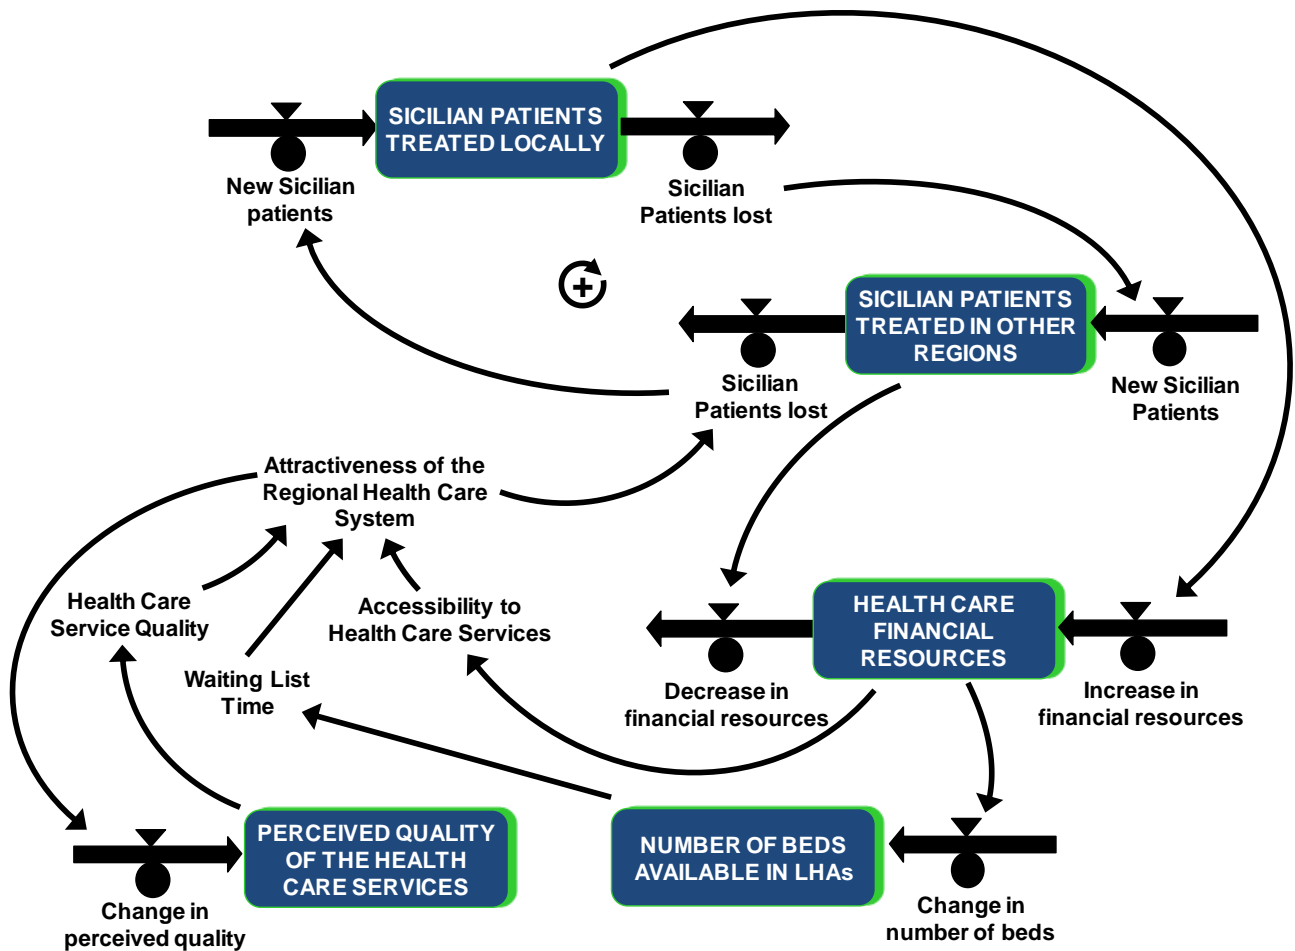 SICILIAN PATIENTS
TREATED LOCALLY
New Sicilian
patients
Sicilian
Patients lost
+
SICILIAN PATIENTS
TREATED IN OTHER
REGIONS
Sicilian
Patients lost
New Sicilian
Patients
Attractiveness of the
Regional Health Care
System
Health Care
Service Quality
Accessibility to
Health Care Services
Waiting List
Time
HEALTH CARE
FINANCIAL
RESOURCES
Decrease in
financial resources
Increase in
financial resources
PERCEIVED QUALITY
OF THE HEALTH
CARE SERVICES
NUMBER OF BEDS
AVAILABLE IN LHAs
Change in
perceived quality
Change in
number of beds